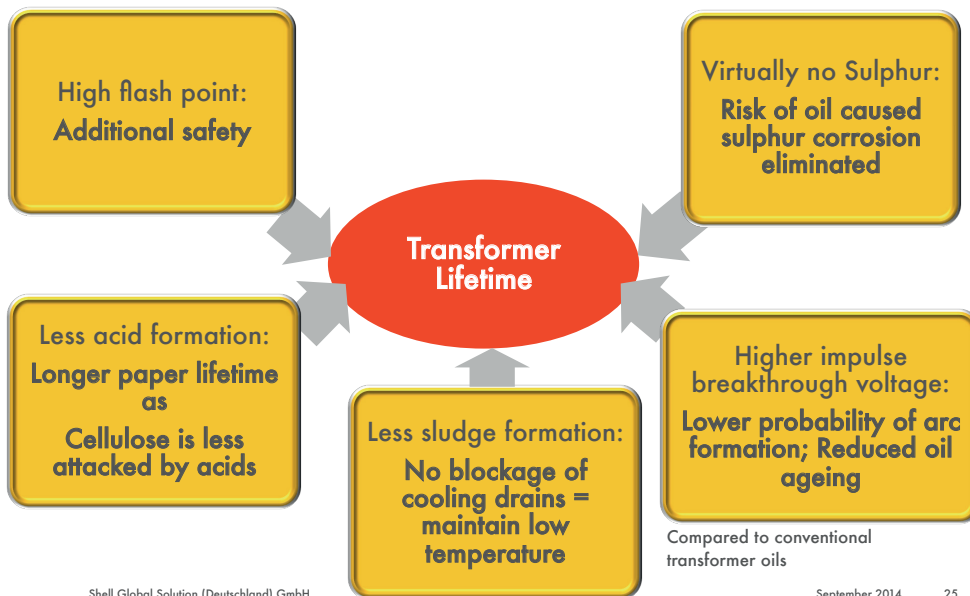 High flash point:
Additional safety
Virtually no Sulphur:
Risk of oil caused
sulphur corrosion
eliminated
Transformer
Lifetime
Less acid formation:
Longer paper lifetime
as
Cellulose is less
attacked by acids
Less sludge formation:
No blockage of
cooling drains =
maintain low
temperature
Higher impulse
breakthrough voltage:
Lower probability of arc
formation; Reduced oil
ageing
Compared to conventional
transformer oils
Shell Global Solution (Deutschland) GmbH
September 2014 25